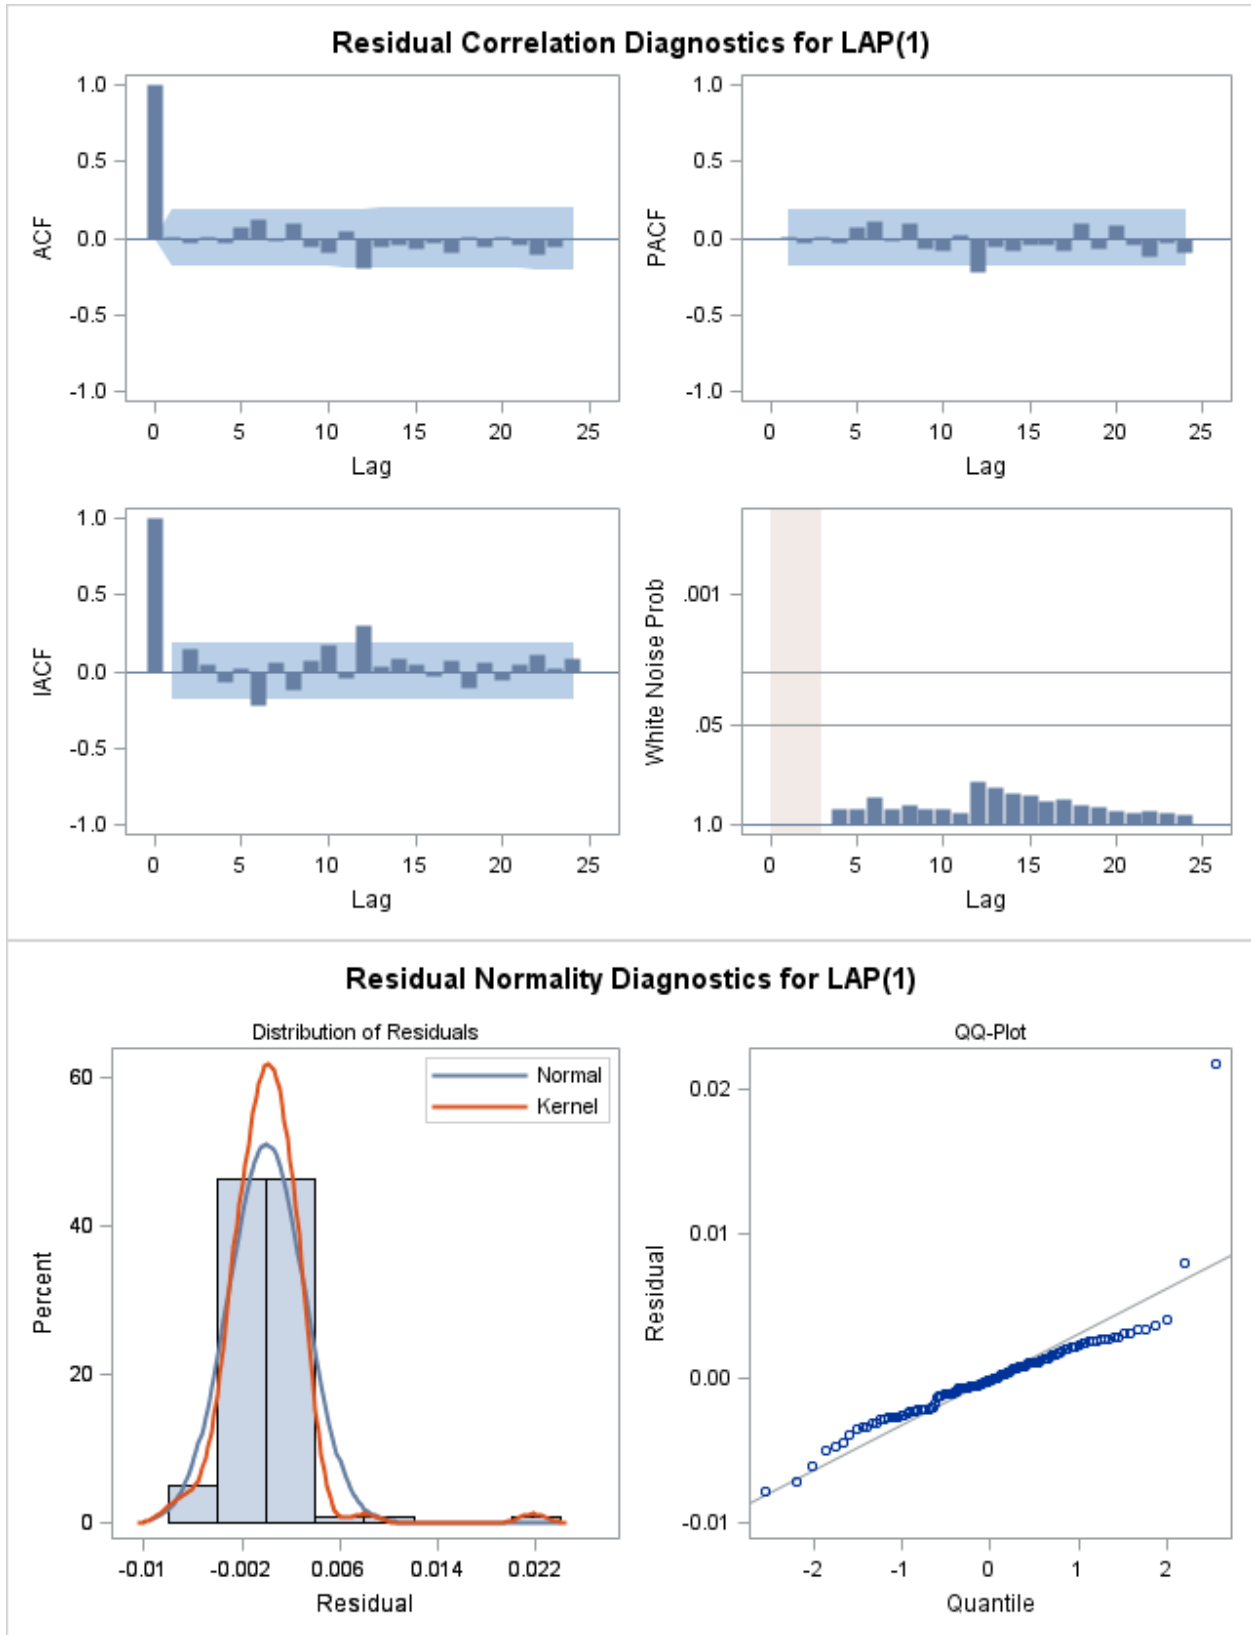 Residual Correlation Diagnostics for LAP(1)
1.0
0.5
0.0
-0.5
-1.0
ACF
0 5 10 15 20 25
Lag
1.0
0.5
0.0
-0.5
-1.0
PACF
0 5 10 15 20 25
Lag
1.0
0.5
0.0
-0.5
-1.0
IACF
0 5 10 15 20 25
Lag
.001
.05
1.0
White Noise Prob
0 5 10 15 20 25
Lag
Residual Normality Diagnostics for LAP(1)
Distribution of Residuals
60
40
20
0
Percent
Normal
Kernel
-0.01 -0.002 0.006 0.014 0.022
Residual
QQ-Plot
0.02
0.01
0.00
-0.01
Residual
-2 -1 0 1 2
Quantile